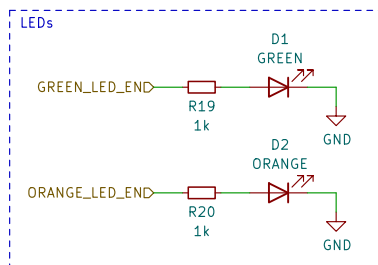 LEDs
D1
GREEN
GREEN_LED_EN
R19
1k
GND
D2
ORANGE
ORANGE_LED_EN
R20
1k
GND